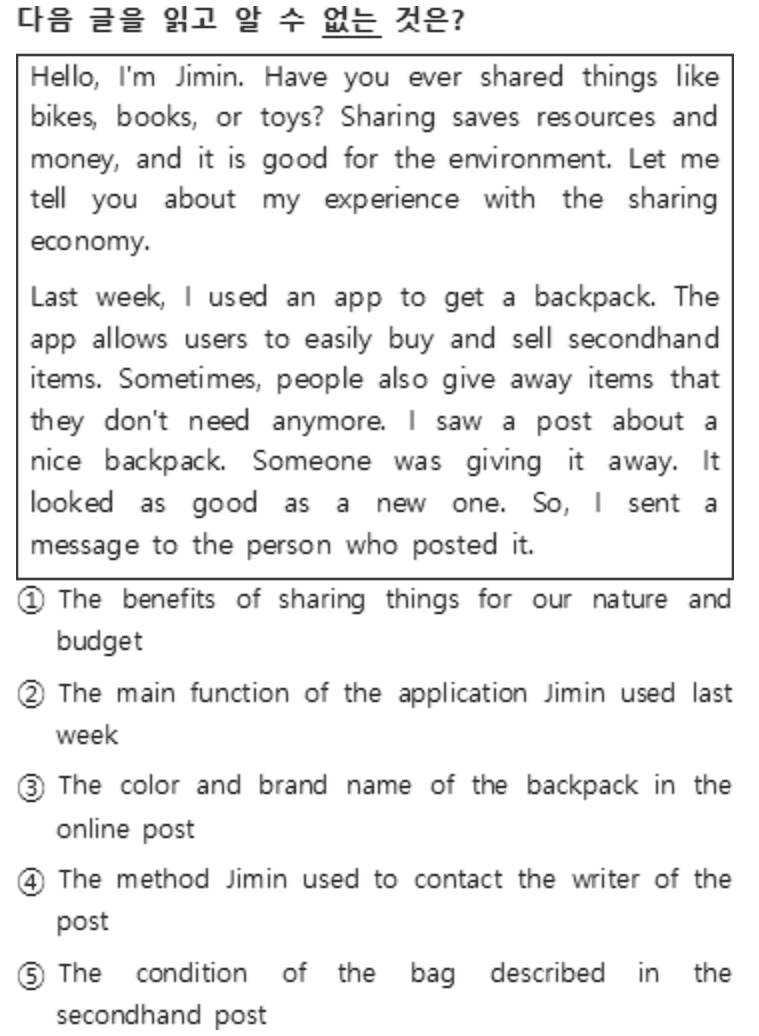 다음 글을 읽고 알 수 없는 것은?
Hello, I'm Jimin. Have you ever shared things like
bikes, books, or toys? Sharing saves resources and
money, and it is good for the environment. Let me
tell you about my experience with the sharing
economy.
Last week, I used an app to get a backpack. The
app allows users to easily buy and sell secondhand
items. Sometimes, people also give away items that
they don't need anymore. I saw a post about a
nice backpack. Someone was giving it away. It
looked as good as a new one. So, I sent a
message to the person who posted it.
① The benefits of sharing things for our nature and
budget
② The main function of the application Jimin used last
week
③ The color and brand name of the backpack in the
online post
④ The method Jimin used to contact the writer of the
post
⑤ The condition of the bag described in the
secondhand post